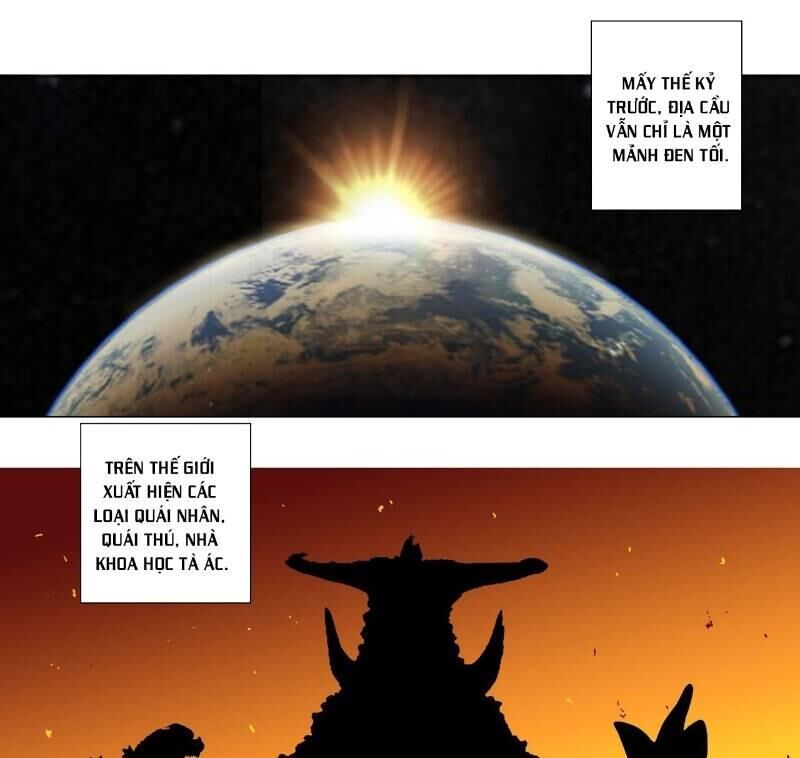 MẤY THẾ KỶ
TRƯỚC, ĐỊA CẦU
VẪN CHỈ LÀ MỘT
MẢNH ĐEN TỐI.
TRÊN THẾ GIỚI
XUẤT HIỆN CÁC
LOẠI QUÁI NHÂN,
QUÁI THÚ, NHÀ
KHOA HỌC TÀ ÁC.